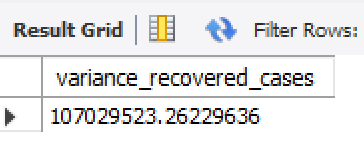 Result Grid Filter Rows:
variance_recovered_cases
107029523.26229636